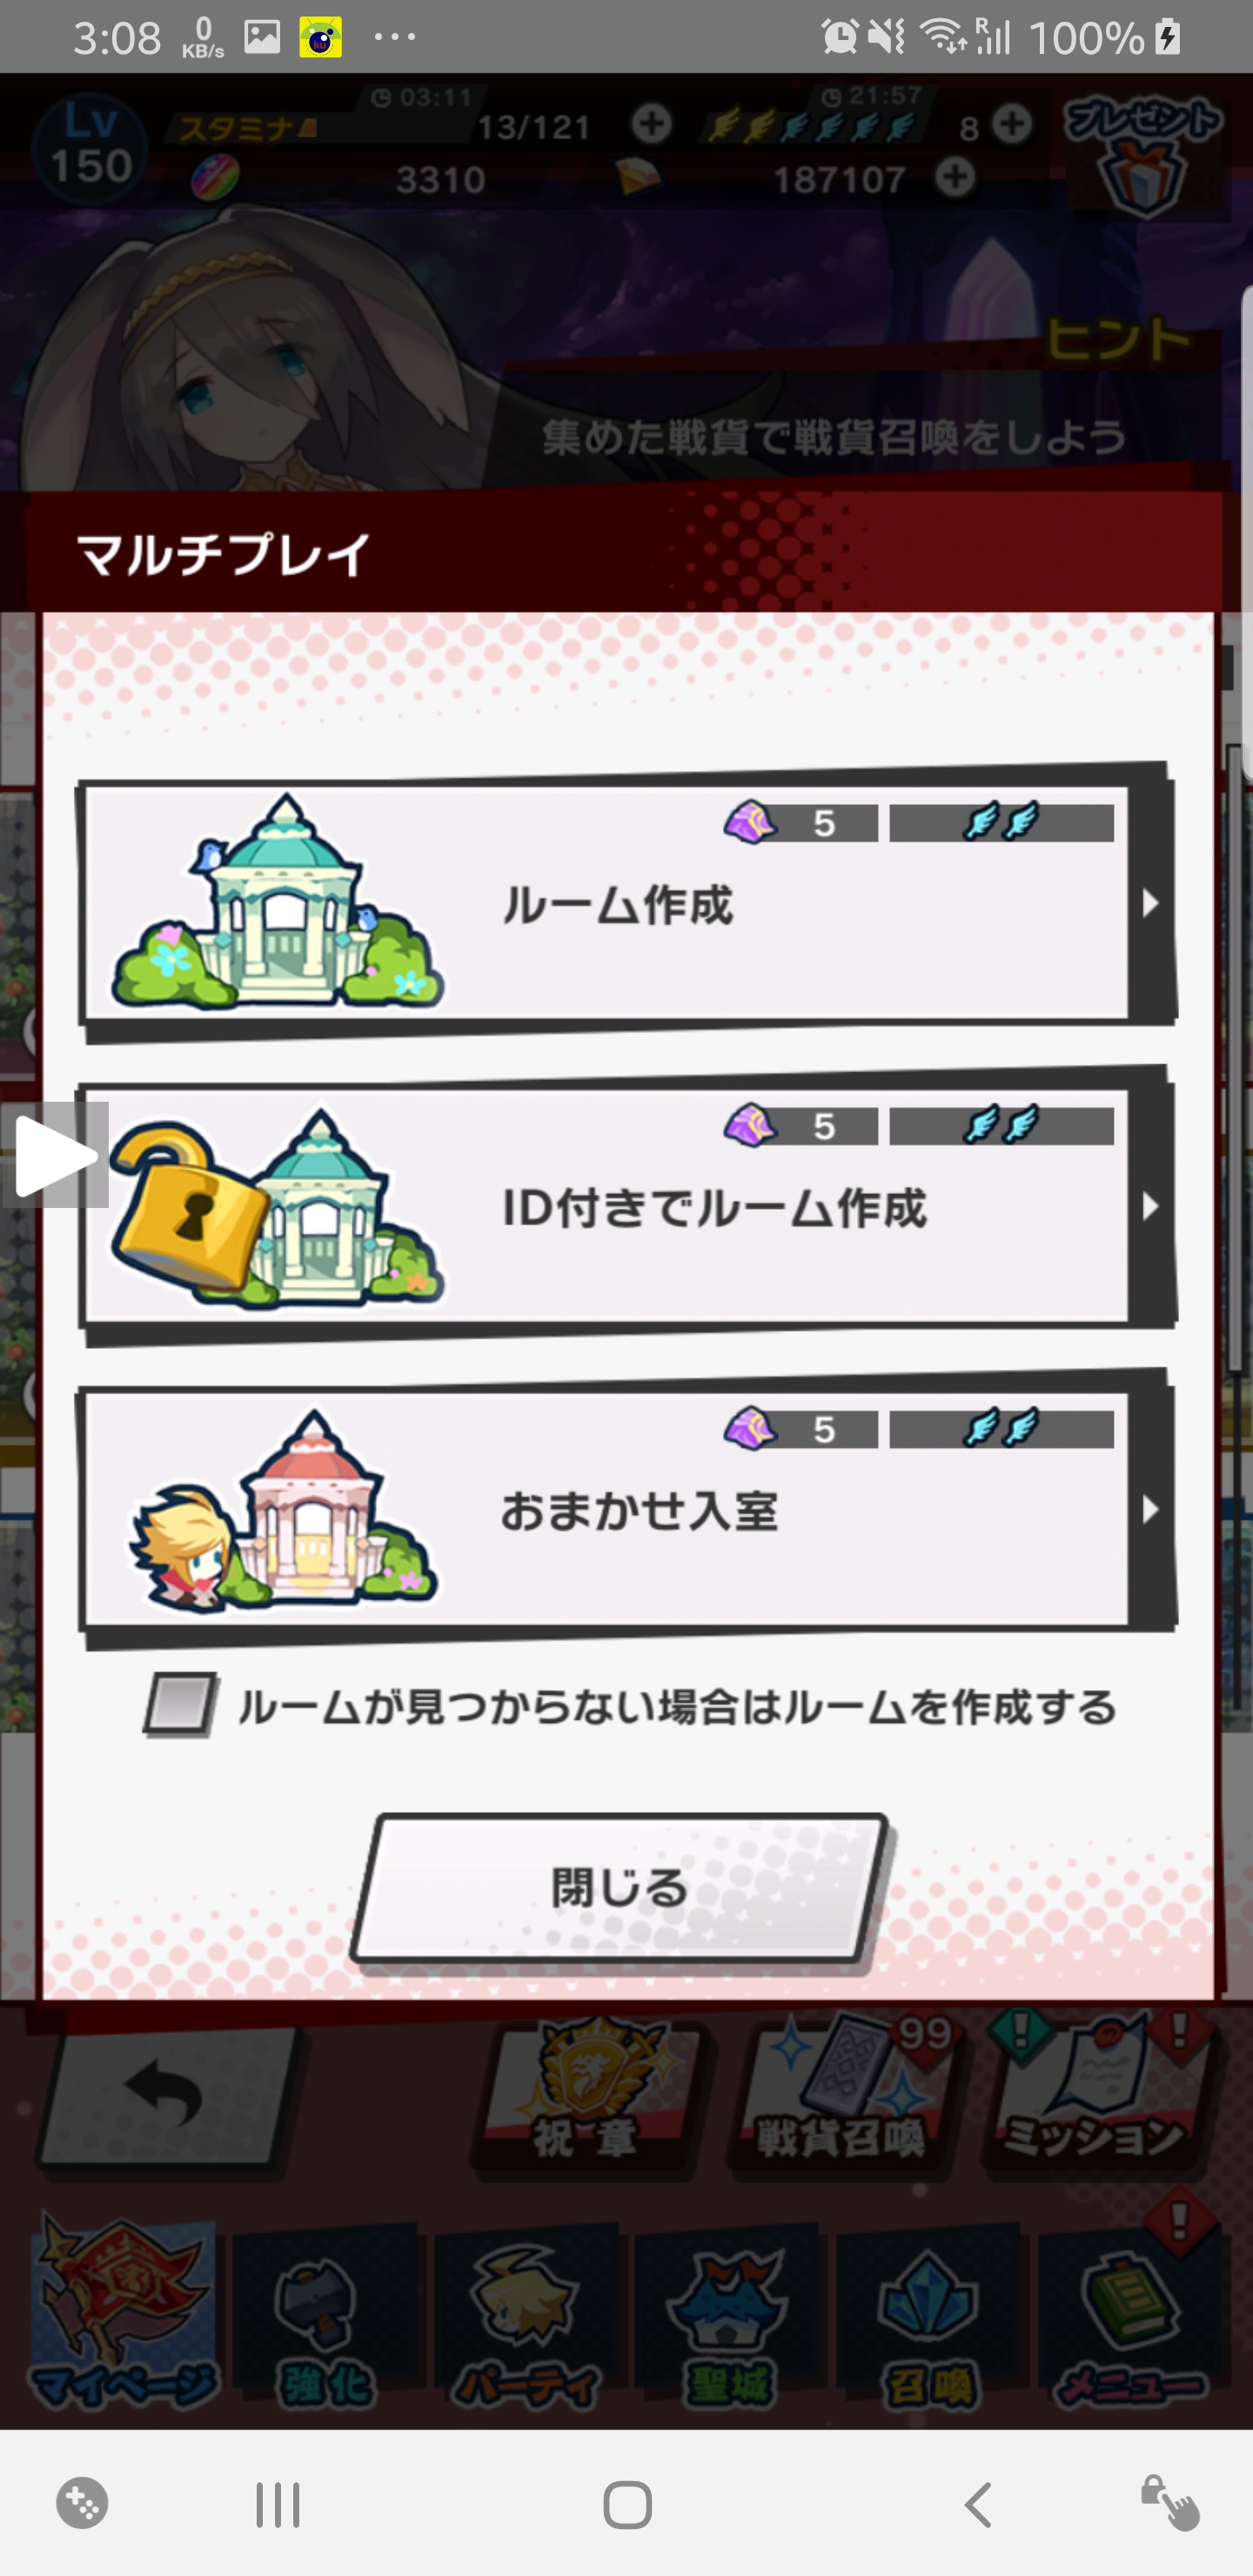 3:08 0 KB/s ku R 100%
Lv 150 スタミナ 03:11 13/121 21:57 8 プレゼント
3310 187107
ヒント
集めた戦貨で戦貨召喚をしよう
マルチプレイ
5
ルーム作成
5
ID付きでルーム作成
5
おまかせ入室
ルームが見つからない場合はルームを作成する
閉じる
99 ! !
祝章 戦貨召喚 ミッション
!
マイページ 強化 パーティ 聖城 召喚 メニュー